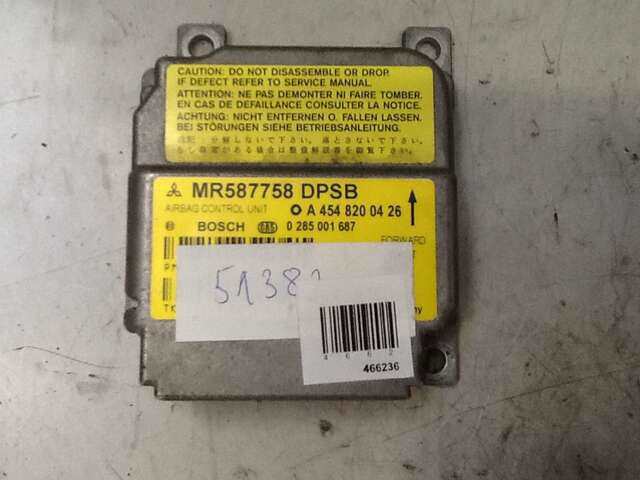 CAUTION: DO NOT DISASSEMBLE OR DROP.
IF DEFECT REFER TO SERVICE MANUAL.
ATTENTION: NE PAS DEMONTER NI FAIRE TOMBER.
EN CAS DE DEFAILLANCE CONSULTER LA NOTICE.
ACHTUNG: NICHT ENTFERNEN O. FALLEN LASSEN.
BEI STÖRUNGEN SIEHE BETRIEBSANLEITUNG.
MR587758 DPSB
AIRBAG CONTROL UNIT
A 454 820 04 26
BOSCH 0 285 001 687
FORWARD
5138
4662
466236